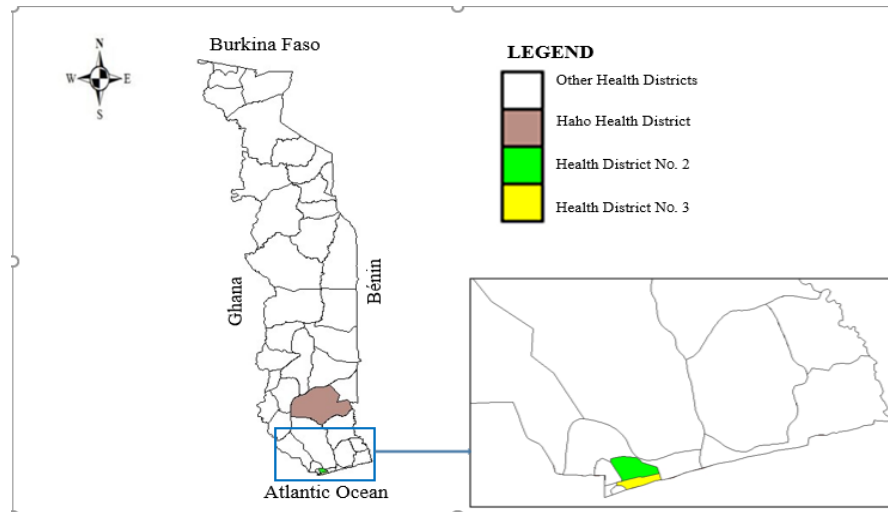 N
W E
S
Burkina Faso
Ghana
Bénin
Atlantic Ocean
LEGEND
Other Health Districts
Haho Health District
Health District No. 2
Health District No. 3